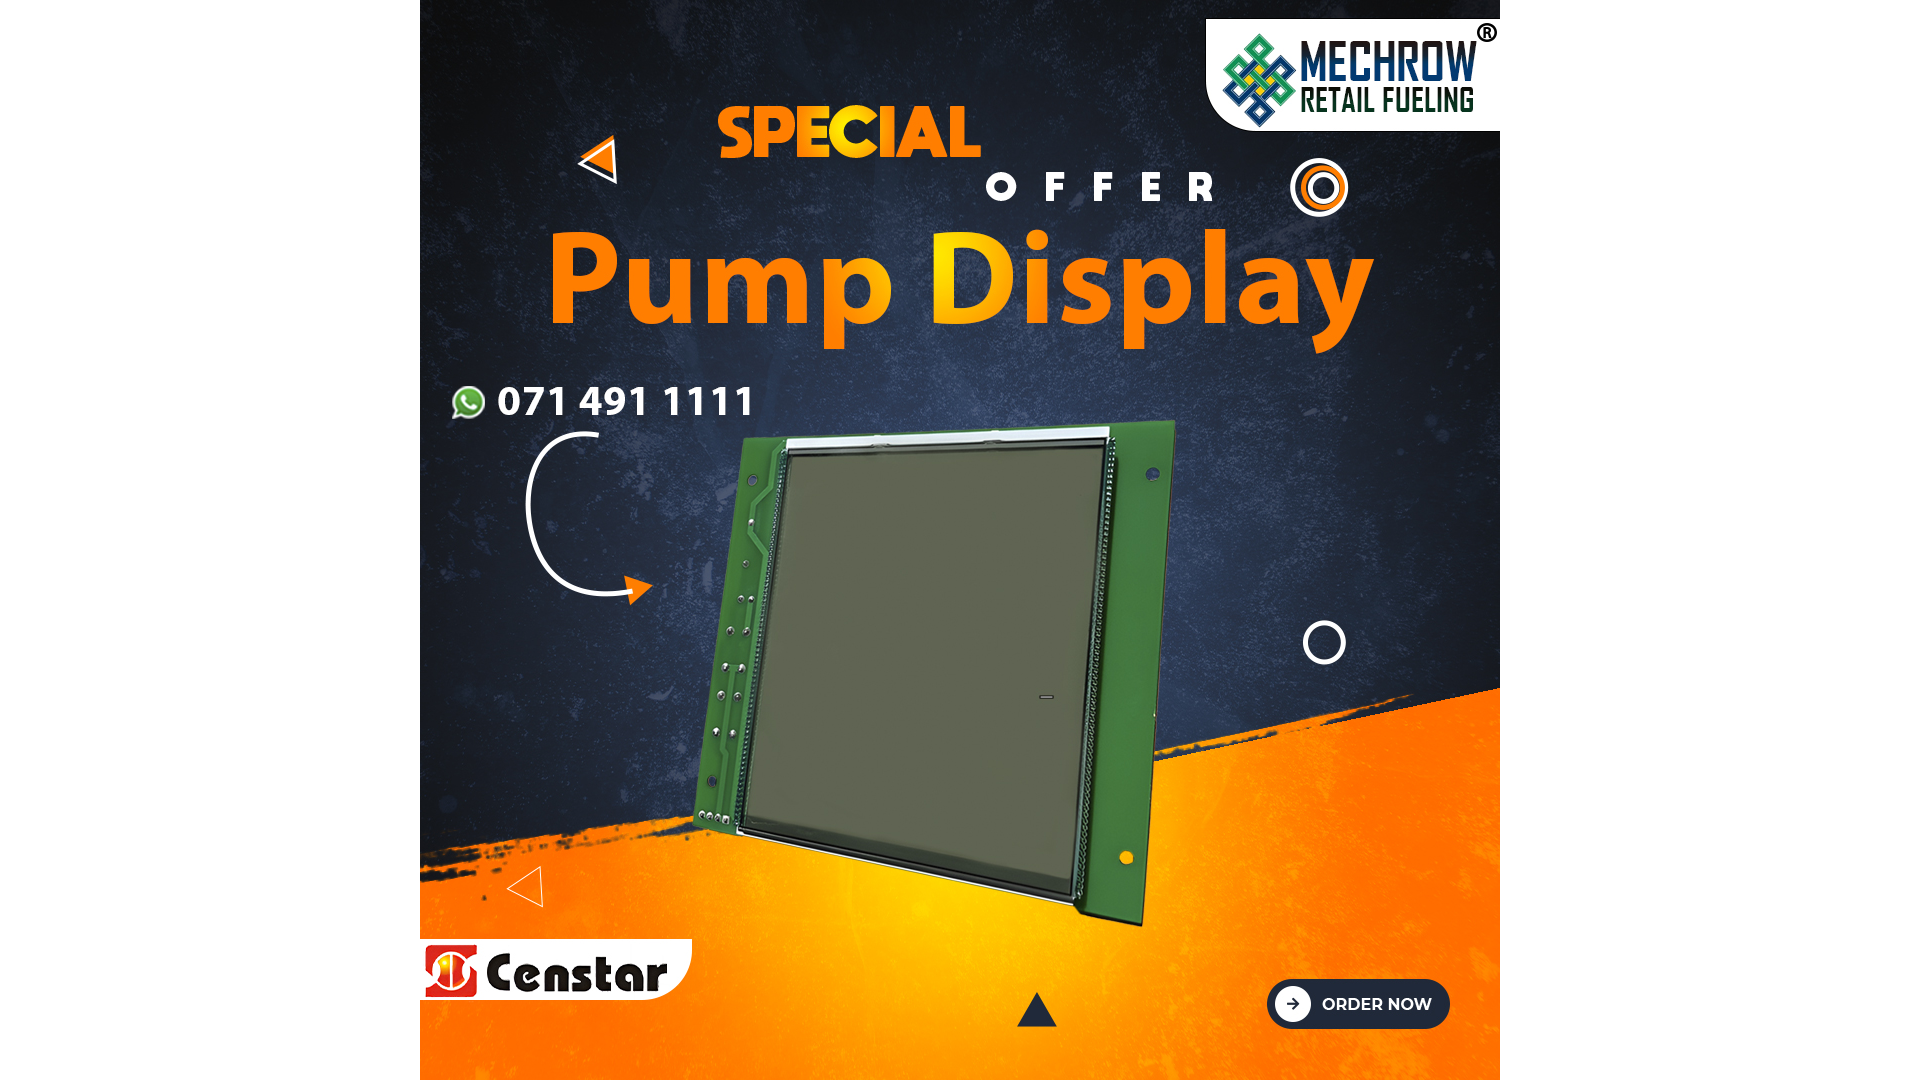 MECHROW®
RETAIL FUELING
SPECIAL
OFFER
Pump Display
071 491 1111
Censtar
ORDER NOW